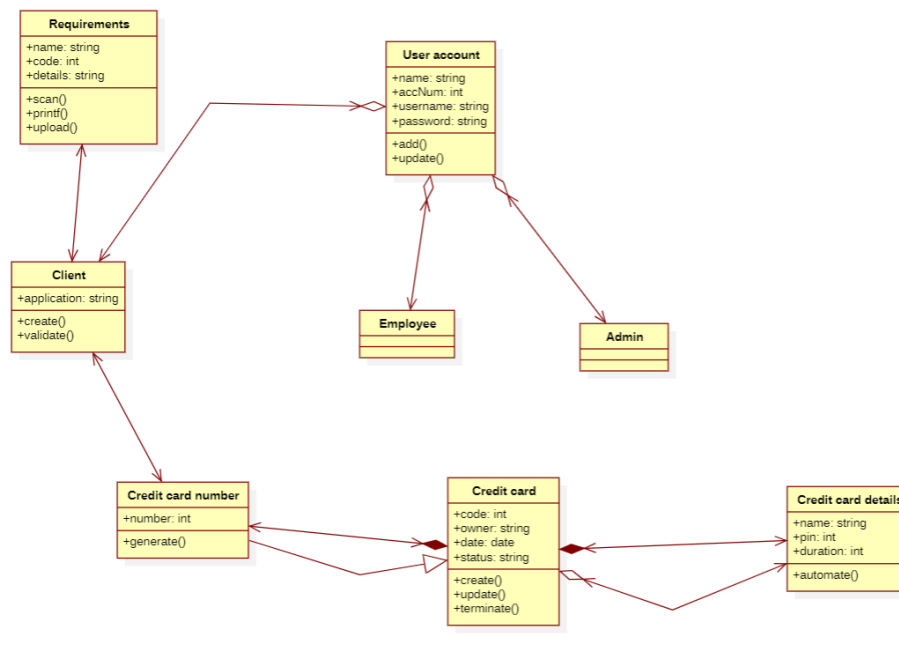 Requirements
+name: string
+code: int
+details: string
+scan()
+printf()
+upload()
User account
+name: string
+accNum: int
+username: string
+password: string
+add()
+update()
Client
+application: string
+create()
+validate()
Employee
Admin
Credit card number
+number: int
+generate()
Credit card
+code: int
+owner: string
+date: date
+status: string
+create()
+update()
+terminate()
Credit card details
+name: string
+pin: int
+duration: int
+automate()